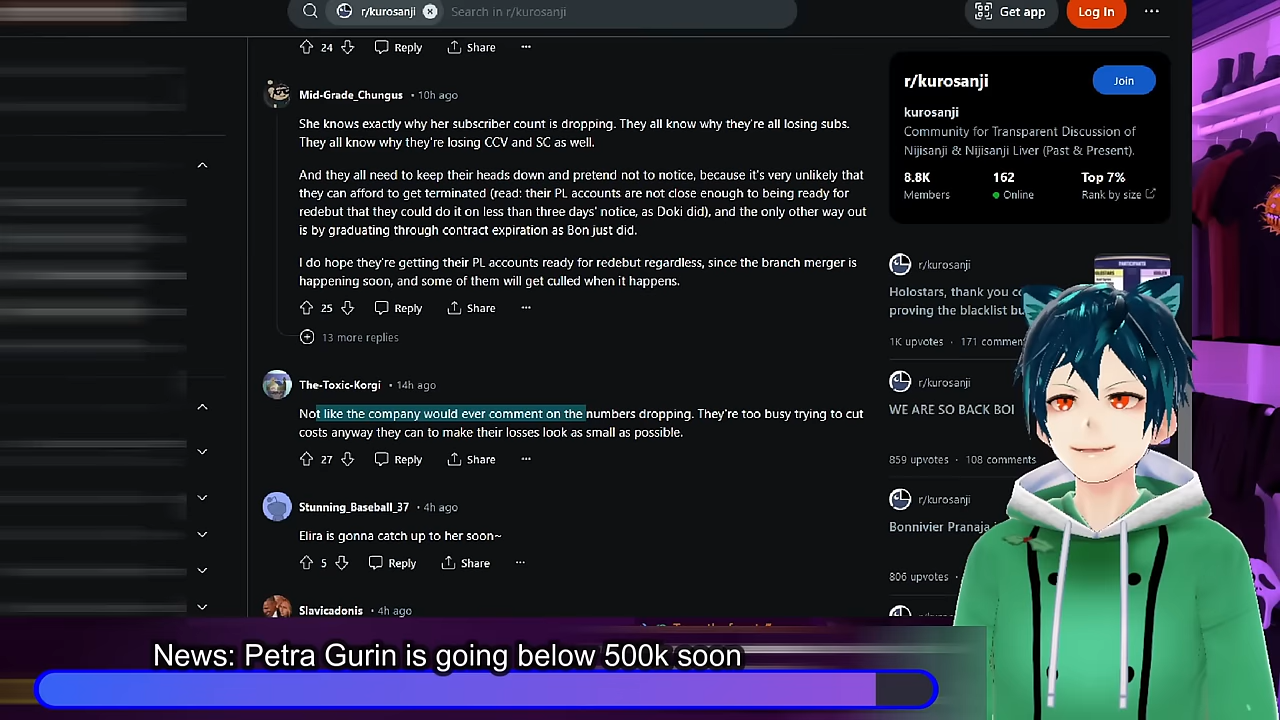 r/kurosanji
Search in r/kurosanji
Get app
Log In
24
Reply
Share
Mid-Grade_Chungus • 10h ago
She knows exactly why her subscriber count is dropping. They all know why they're all losing subs.
They all know why they're losing CCV and SC as well.
And they all need to keep their heads down and pretend not to notice, because it's very unlikely that
they can afford to get terminated (read: their PL accounts are not close enough to being ready for
redebut that they could do it on less than three days' notice, as Doki did), and the only other way out
is by graduating through contract expiration as Bon just did.
I do hope they're getting their PL accounts ready for redebut regardless, since the branch merger is
happening soon, and some of them will get culled when it happens.
25
Reply
Share
13 more replies
The-Toxic-Korgi • 14h ago
Not like the company would ever comment on the numbers dropping. They're too busy trying to cut
costs anyway they can to make their losses look as small as possible.
27
Reply
Share
Stunning_Baseball_37 • 4h ago
Elira is gonna catch up to her soon~
5
Reply
Share
Slavicadonis • 4h ago
r/kurosanji
Join
kurosanji
Community for Transparent Discussion of
Nijisanji & Nijisanji Liver (Past & Present).
8.8K
162
Top 7%
Members
Online
Rank by size
r/kurosanji
Holostars, thank you
proving the blacklist
1K upvotes • 171
r/kurosanji
WE ARE SO BACK
859 upvotes • 108 comments
r/kurosanji
Bonnivier Pranaja
806 upvotes
News: Petra Gurin is going below 500k soon